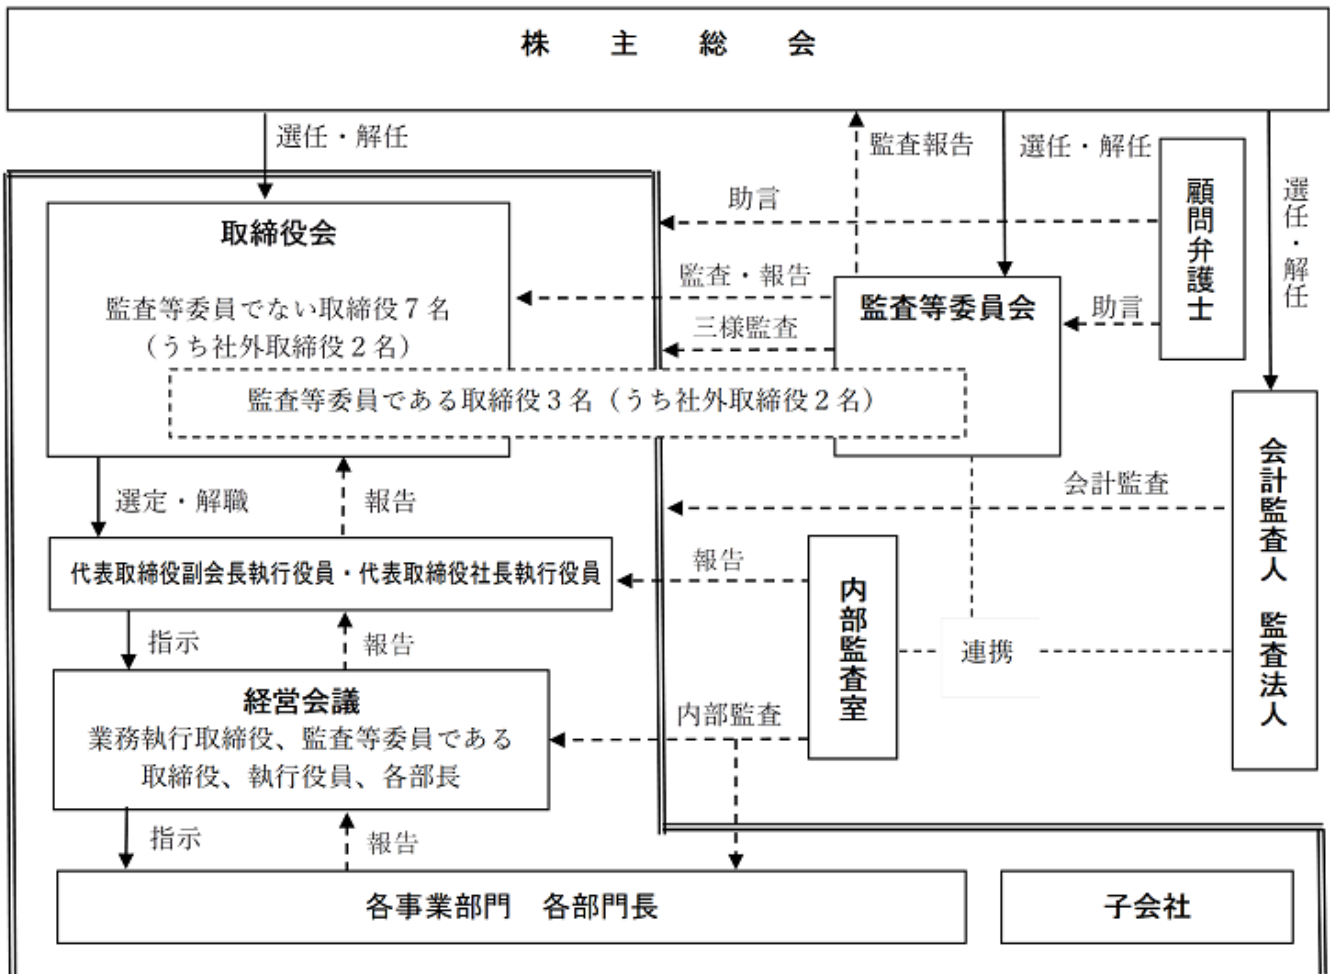 株主総会
選任・解任
監査報告
選任・解任
選任・解任
顧問弁護士
助言
取締役会
監査等委員でない取締役７名
（うち社外取締役２名）
監査・報告
三様監査
監査等委員会
助言
監査等委員である取締役３名（うち社外取締役２名）
選定・解職
報告
会計監査
会計監査人　監査法人
代表取締役副会長執行役員・代表取締役社長執行役員
報告
内部監査室
指示
報告
連携
経営会議
業務執行取締役、監査等委員である
取締役、執行役員、各部長
内部監査
指示
報告
各事業部門　各部門長
子会社